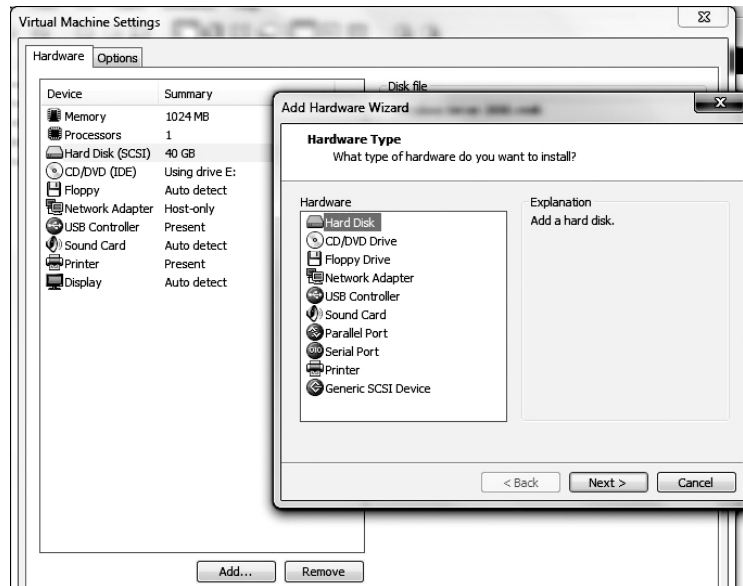 Virtual Machine Settings
Hardware Options
Device Summary
Memory 1024 MB
Processors 1
Hard Disk (SCSI) 40 GB
CD/DVD (IDE) Using drive E:
Floppy Auto detect
Network Adapter Host-only
USB Controller Present
Sound Card Auto detect
Printer Present
Display Auto detect
Add... Remove
Disk file
Add Hardware Wizard
Hardware Type
What type of hardware do you want to install?
Hardware
Hard Disk
CD/DVD Drive
Floppy Drive
Network Adapter
USB Controller
Sound Card
Parallel Port
Serial Port
Printer
Generic SCSI Device
Explanation
Add a hard disk.
< Back Next > Cancel